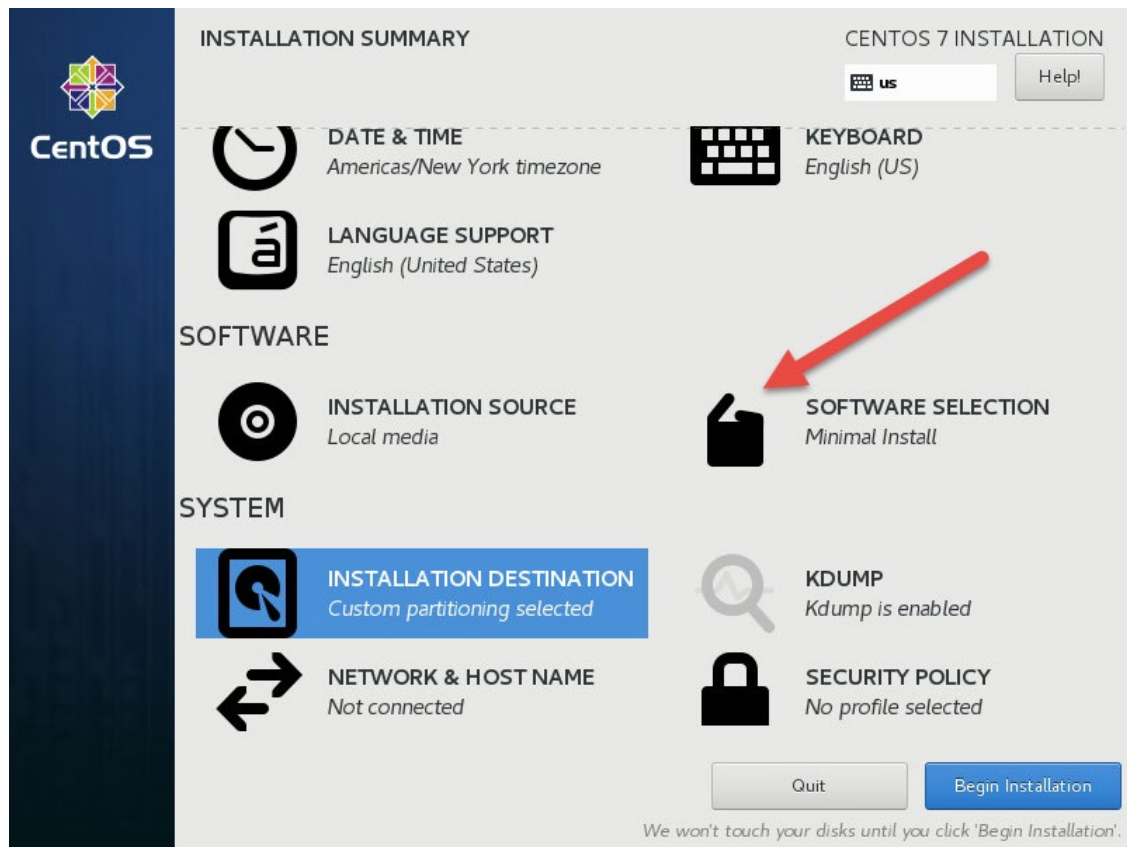 INSTALLATION SUMMARY
CENTOS 7 INSTALLATION
us
Help!
CentOS
DATE & TIME
Americas/New York timezone
KEYBOARD
English (US)
á
LANGUAGE SUPPORT
English (United States)
SOFTWARE
INSTALLATION SOURCE
Local media
SOFTWARE SELECTION
Minimal Install
SYSTEM
INSTALLATION DESTINATION
Custom partitioning selected
KDUMP
Kdump is enabled
NETWORK & HOST NAME
Not connected
SECURITY POLICY
No profile selected
Quit
Begin Installation
We won't touch your disks until you click 'Begin Installation'.